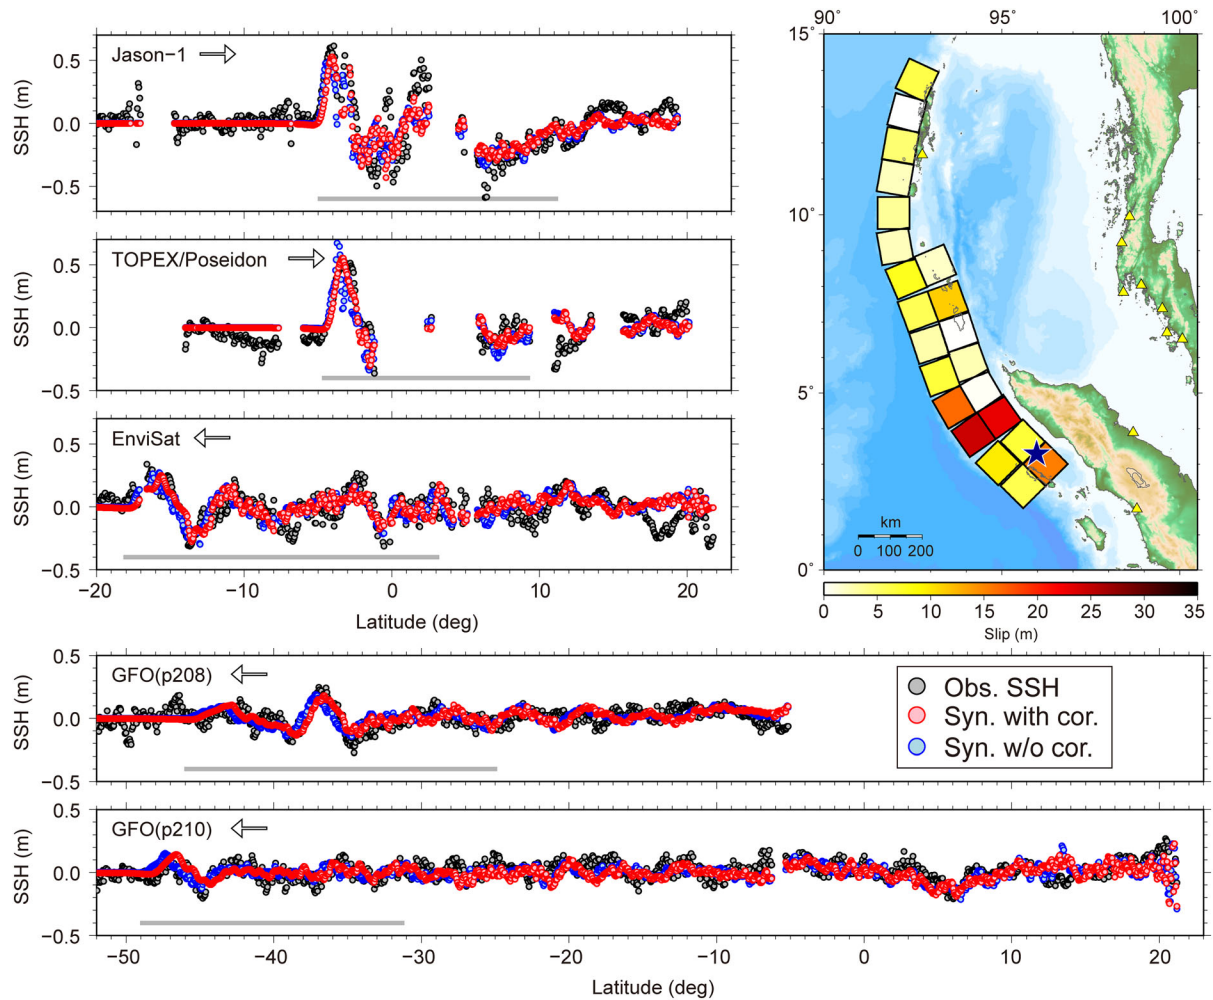 Jason−1
SSH (m)
0.5
0.0
−0.5
TOPEX/Poseidon
SSH (m)
0.5
0.0
−0.5
EnviSat
SSH (m)
0.5
0.0
−0.5
−20
−10
0
10
20
Latitude (deg)
90°
95°
100°
15°
10°
5°
0°
km
0 100 200
0 5 10 15 20 25 30 35
Slip (m)
GFO(p208)
SSH (m)
0.5
0.0
−0.5
Obs. SSH
Syn. with cor.
Syn. w/o cor.
GFO(p210)
SSH (m)
0.5
0.0
−0.5
−50
−40
−30
−20
−10
0
10
20
Latitude (deg)